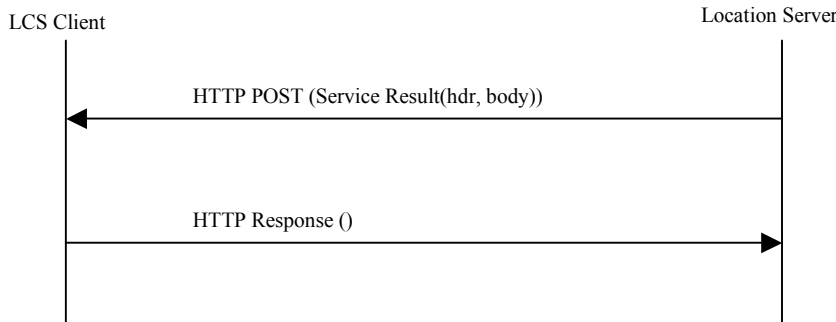 LCS Client
Location Server
HTTP POST (Service Result(hdr, body))
HTTP Response ()